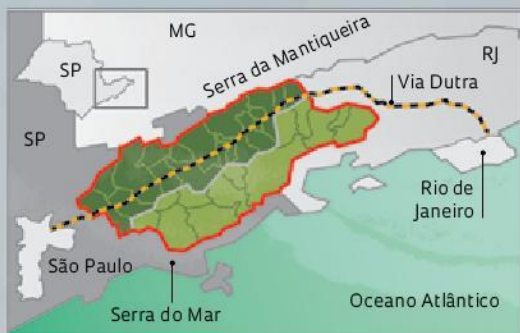 MG
Serra da Mantiqueira
RJ
SP
Via Dutra
SP
Rio de
Janeiro
São Paulo
Serra do Mar
Oceano Atlântico